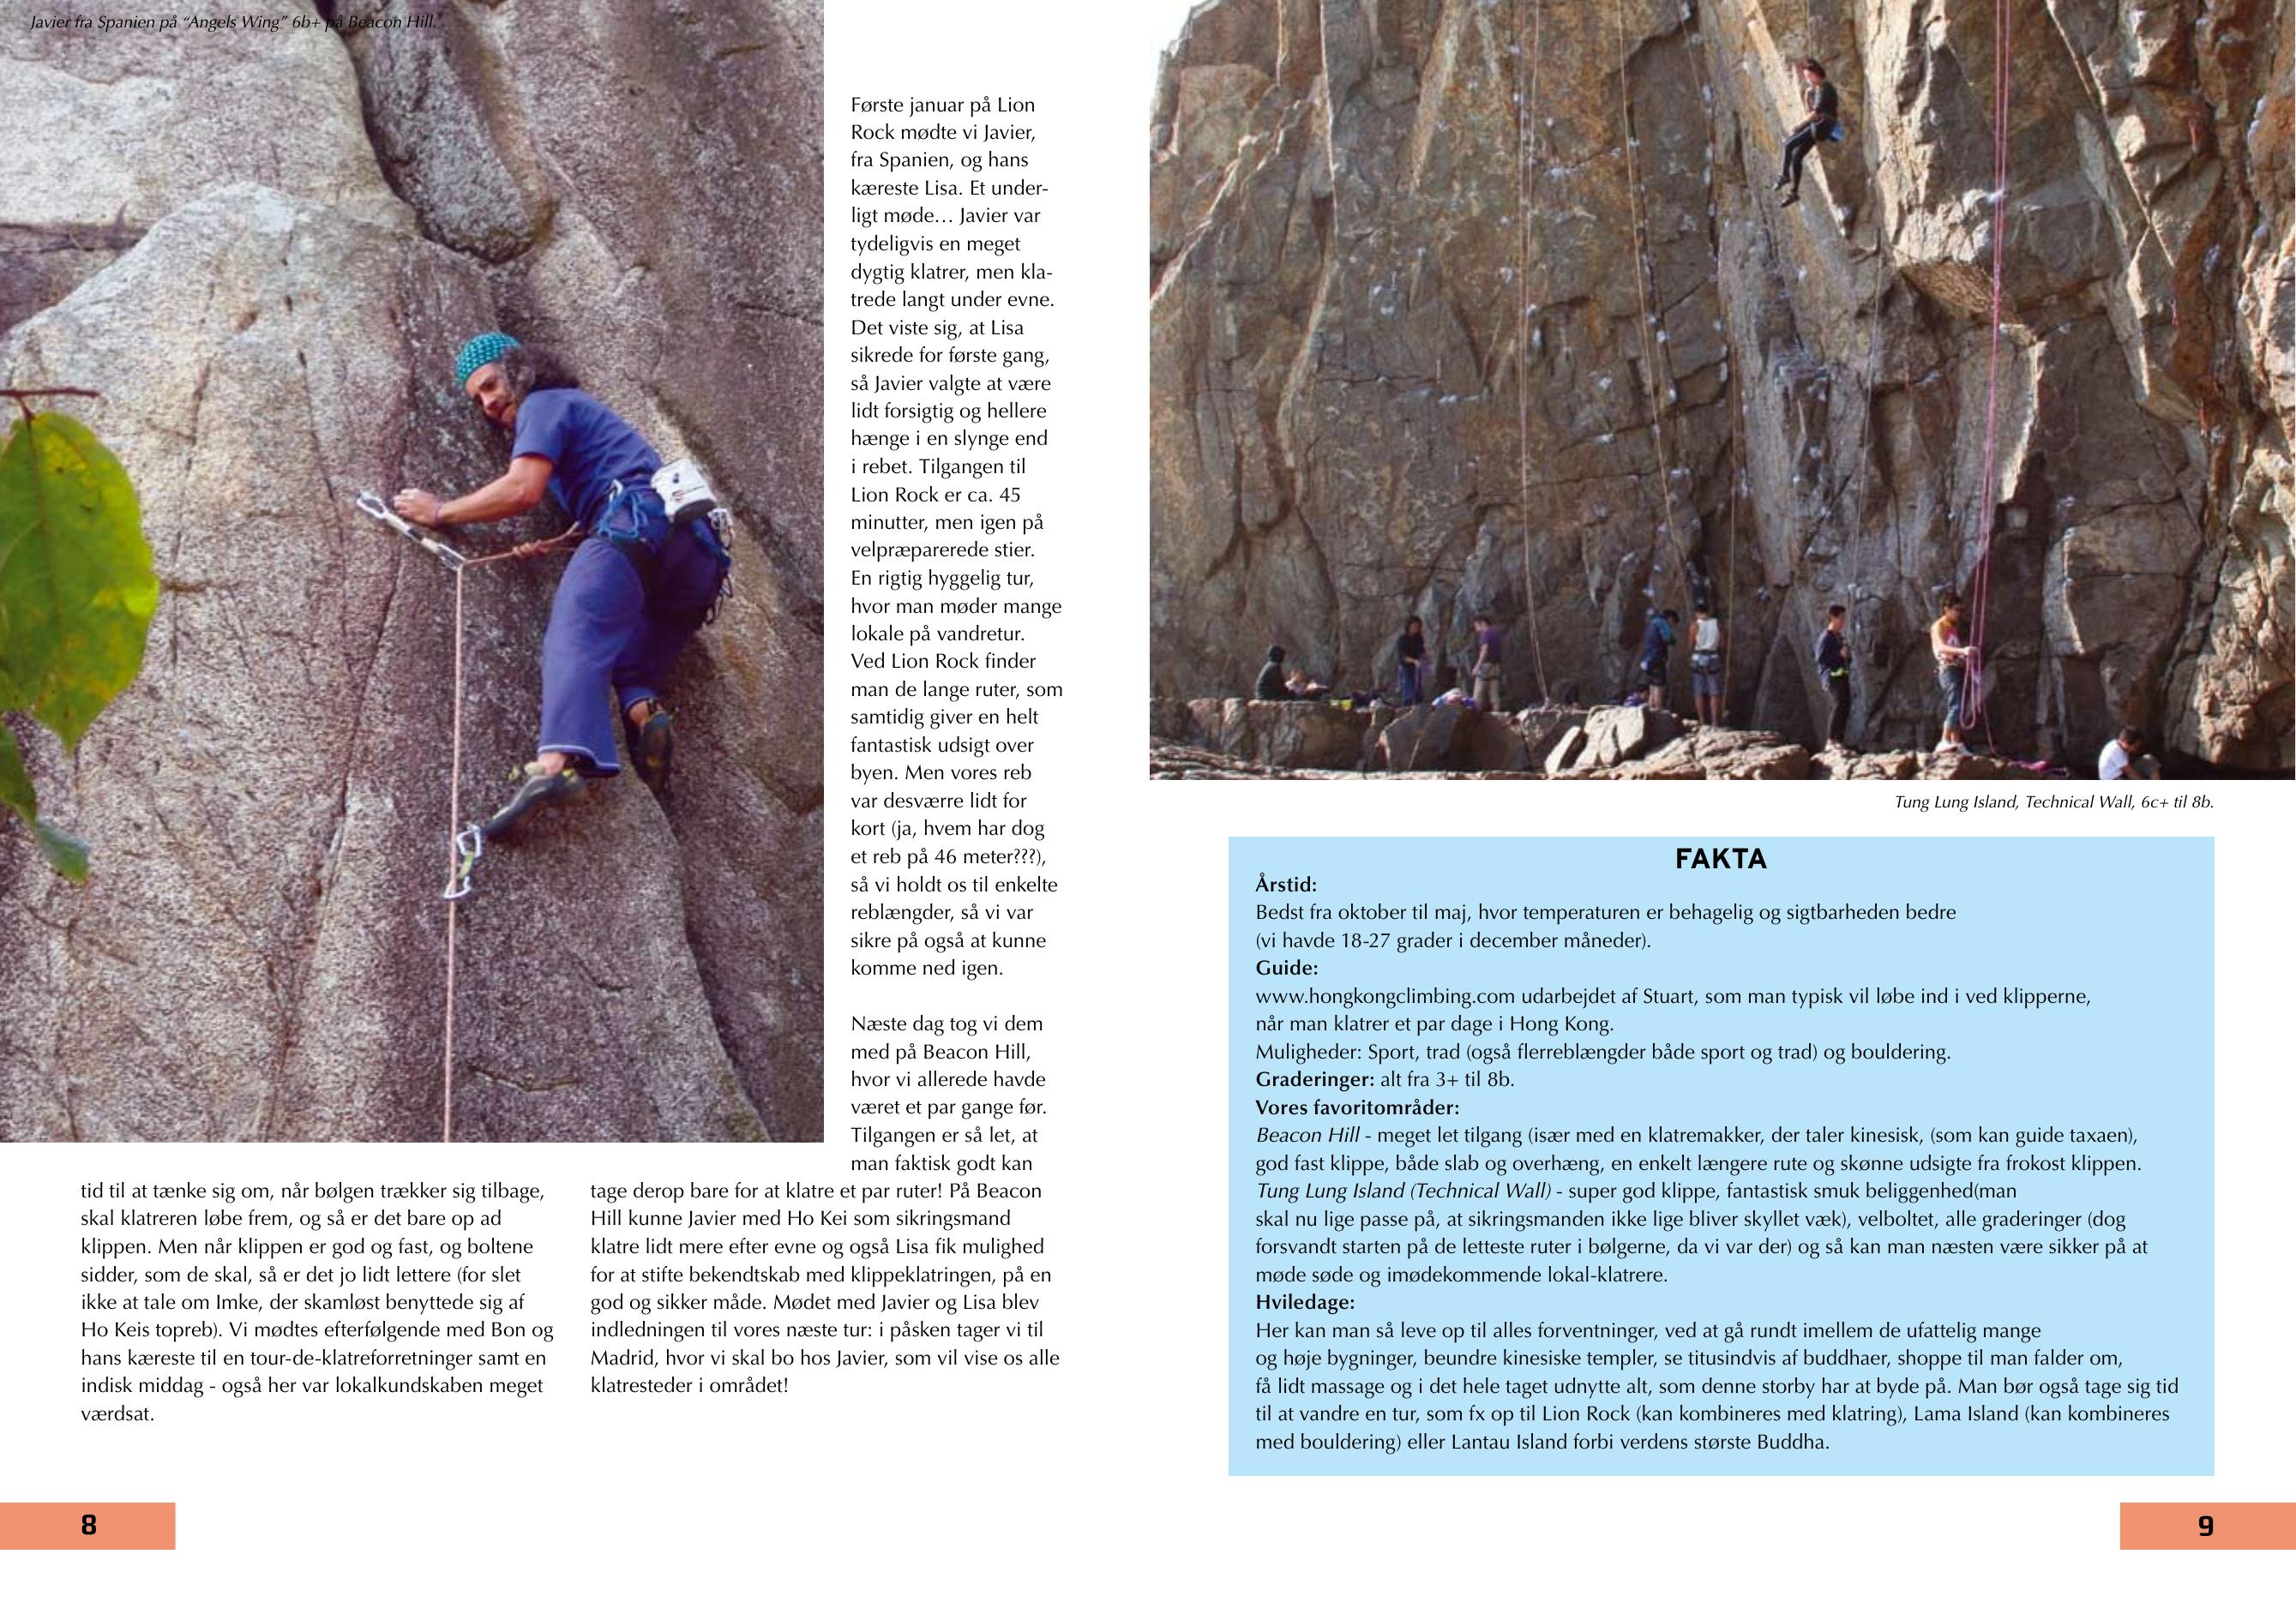 Javier fra Spanien på “Angels Wing” 6b+ på Beacon Hill.
tid til at tænke sig om, når bølgen trækker sig tilbage,
skal klatreren løbe frem, og så er det bare op ad
klippen. Men når klippen er god og fast, og boltene
sidder, som de skal, så er det jo lidt lettere (for slet
ikke at tale om Imke, der skamløst benyttede sig af
Ho Keis topreb). Vi mødtes efterfølgende med Bon og
hans kæreste til en tour-de-klatreforretninger samt en
indisk middag - også her var lokalkundskaben meget
værdsat.
Første januar på Lion
Rock mødte vi Javier,
fra Spanien, og hans
kæreste Lisa. Et under-
ligt møde… Javier var
tydeligvis en meget
dygtig klatrer, men kla-
trede langt under evne.
Det viste sig, at Lisa
sikrede for første gang,
så Javier valgte at være
lidt forsigtig og hellere
hænge i en slynge end
i rebet. Tilgangen til
Lion Rock er ca. 45
minutter, men igen på
velpræparerede stier.
En rigtig hyggelig tur,
hvor man møder mange
lokale på vandretur.
Ved Lion Rock finder
man de lange ruter, som
samtidig giver en helt
fantastisk udsigt over
byen. Men vores reb
var desværre lidt for
kort (ja, hvem har dog
et reb på 46 meter???),
så vi holdt os til enkelte
reblængder, så vi var
sikre på også at kunne
komme ned igen.
Næste dag tog vi dem
med på Beacon Hill,
hvor vi allerede havde
været et par gange før.
Tilgangen er så let, at
man faktisk godt kan
tage derop bare for at klatre et par ruter! På Beacon
Hill kunne Javier med Ho Kei som sikringsmand
klatre lidt mere efter evne og også Lisa fik mulighed
for at stifte bekendtskab med klippeklatringen, på en
god og sikker måde. Mødet med Javier og Lisa blev
indledningen til vores næste tur: i påsken tager vi til
Madrid, hvor vi skal bo hos Javier, som vil vise os alle
klatresteder i området!
8
Tung Lung Island, Technical Wall, 6c+ til 8b.
FAKTA
Årstid:
Bedst fra oktober til maj, hvor temperaturen er behagelig og sigtbarheden bedre
(vi havde 18-27 grader i december måneder).
Guide:
www.hongkongclimbing.com udarbejdet af Stuart, som man typisk vil løbe ind i ved klipperne,
når man klatrer et par dage i Hong Kong.
Muligheder: Sport, trad (også flerreblængder både sport og trad) og bouldering.
Graderinger: alt fra 3+ til 8b.
Vores favoritområder:
Beacon Hill - meget let tilgang (især med en klatremakker, der taler kinesisk, (som kan guide taxaen),
god fast klippe, både slab og overhæng, en enkelt længere rute og skønne udsigte fra frokost klippen.
Tung Lung Island (Technical Wall) - super god klippe, fantastisk smuk beliggenhed(man
skal nu lige passe på, at sikringsmanden ikke lige bliver skyllet væk), velboltet, alle graderinger (dog
forsvandt starten på de letteste ruter i bølgerne, da vi var der) og så kan man næsten være sikker på at
møde søde og imødekommende lokal-klatrere.
Hviledage:
Her kan man så leve op til alles forventninger, ved at gå rundt imellem de ufattelig mange
og høje bygninger, beundre kinesiske templer, se titusindvis af buddhaer, shoppe til man falder om,
få lidt massage og i det hele taget udnytte alt, som denne storby har at byde på. Man bør også tage sig tid
til at vandre en tur, som fx op til Lion Rock (kan kombineres med klatring), Lama Island (kan kombineres
med bouldering) eller Lantau Island forbi verdens største Buddha.
9